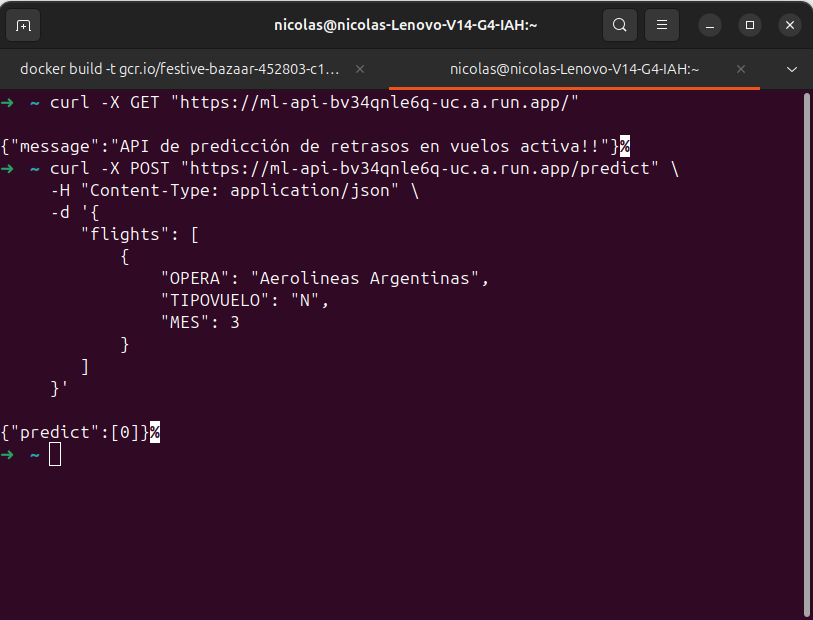 nicolas@nicolas-Lenovo-V14-G4-IAH:~
docker build -t gcr.io/festive-bazaar-452803-c1...
nicolas@nicolas-Lenovo-V14-G4-IAH:~
➜ ~ curl -X GET "https://ml-api-bv34qnle6q-uc.a.run.app/"
{"message":"API de predicción de retrasos en vuelos activa!!"}%
➜ ~ curl -X POST "https://ml-api-bv34qnle6q-uc.a.run.app/predict" \
     -H "Content-Type: application/json" \
     -d '{
        "flights": [
            {
                "OPERA": "Aerolineas Argentinas",
                "TIPOVUELO": "N",
                "MES": 3
            }
        ]
     }'
{"predict":[0]}%
➜ ~